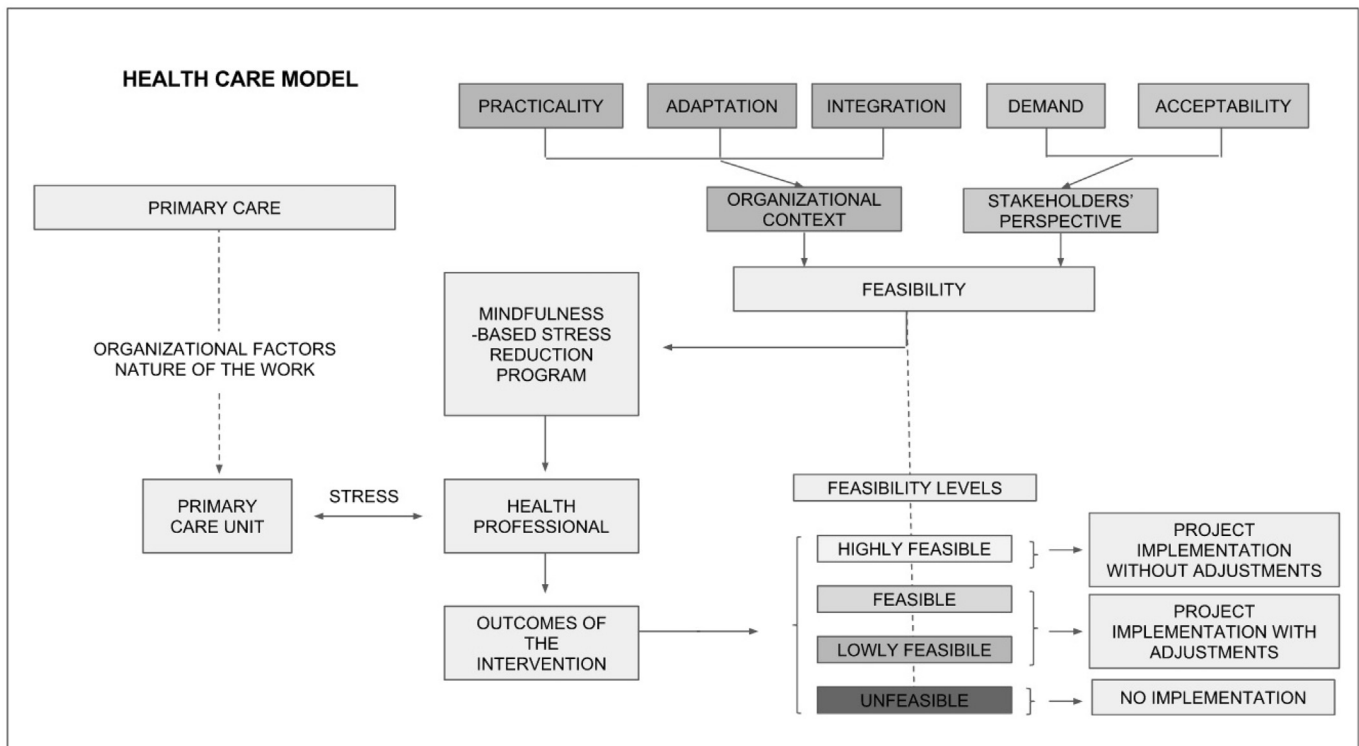 HEALTH CARE MODEL
PRACTICALITY
ADAPTATION
INTEGRATION
DEMAND
ACCEPTABILITY
PRIMARY CARE
ORGANIZATIONAL
CONTEXT
STAKEHOLDERS'
PERSPECTIVE
FEASIBILITY
MINDFULNESS
-BASED STRESS
REDUCTION
PROGRAM
ORGANIZATIONAL FACTORS
NATURE OF THE WORK
PRIMARY
CARE UNIT
STRESS
HEALTH
PROFESSIONAL
OUTCOMES OF
THE
INTERVENTION
FEASIBILITY LEVELS
HIGHLY FEASIBLE
PROJECT
IMPLEMENTATION
WITHOUT ADJUSTMENTS
FEASIBLE
LOWLY FEASIBILE
PROJECT
IMPLEMENTATION WITH
ADJUSTMENTS
UNFEASIBLE
NO IMPLEMENTATION